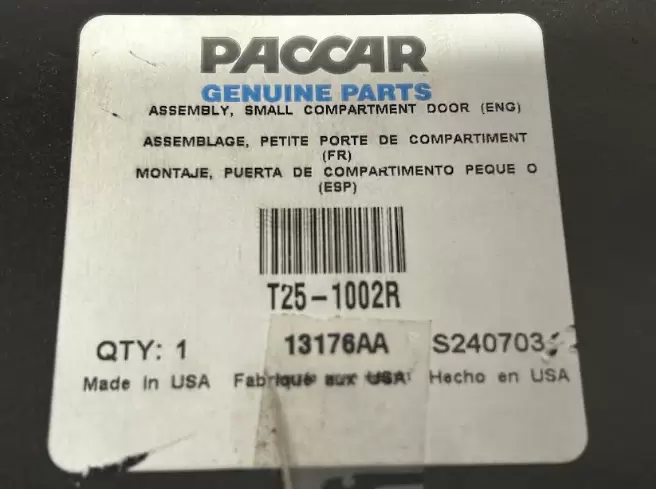 PACCAR
GENUINE PARTS
ASSEMBLY, SMALL COMPARTMENT DOOR (ENG)
ASSEMBLAGE, PETITE PORTE DE COMPARTIMENT
(FR)
MONTAJE, PUERTA DE COMPARTIMENTO PEQUE O
(ESP)
T25-1002R
QTY: 1 13176AA
Made In USA Fabriqué aux USA Hecho en USA